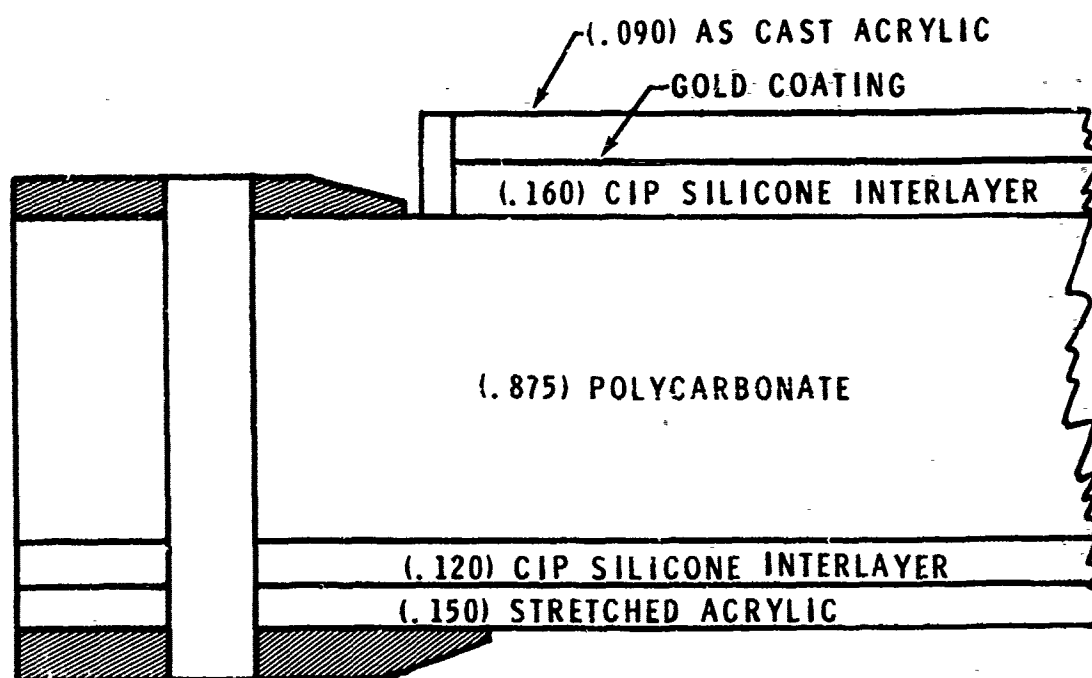 (.090) AS CAST ACRYLIC
GOLD COATING
(.160) CIP SILICONE INTERLAYER
(.875) POLYCARBONATE
(.120) CIP SILICONE INTERLAYER
(.150) STRETCHED ACRYLIC